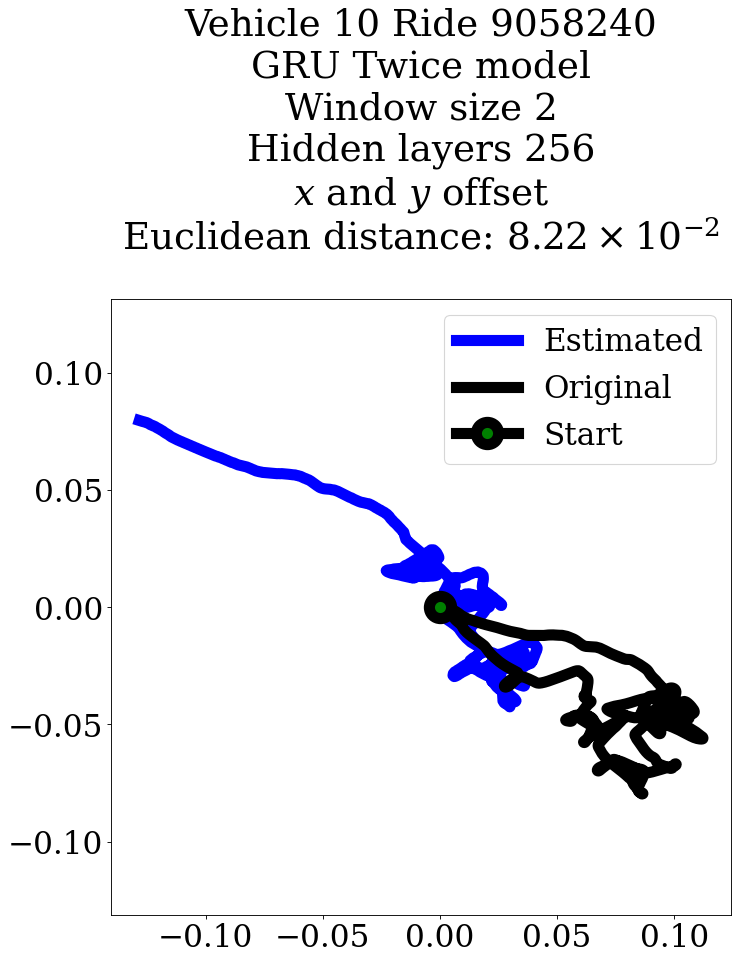 Vehicle 10 Ride 9058240
GRU Twice model
Window size 2
Hidden layers 256
x and y offset
Euclidean distance: 8.22 × 10⁻²
Estimated
Original
Start
0.10
0.05
0.00
−0.05
−0.10
−0.10 −0.05 0.00 0.05 0.10